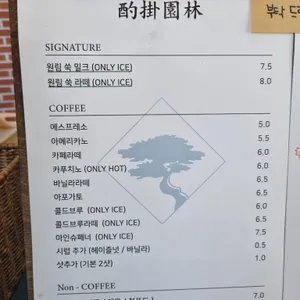 酌掛園林
부탁 드
SIGNATURE
원림 쑥 밀크 (ONLY ICE) 7.5
원림 쑥 라떼 (ONLY ICE) 8.0
COFFEE
에스프레소 5.0
아메리카노 5.5
카페라떼 6.0
카푸치노 (ONLY HOT) 6.0
바닐라라떼 6.5
아포가토 6.5
콜드브루 (ONLY ICE) 6.0
콜드브루라떼 (ONLY ICE) 6.5
아인슈페너 (ONLY ICE) 7.5
시럽 추가 (헤이즐넛 / 바닐라) 0.5
샷추가 (기본 2샷) 1.0
Non - COFFEE
7.0